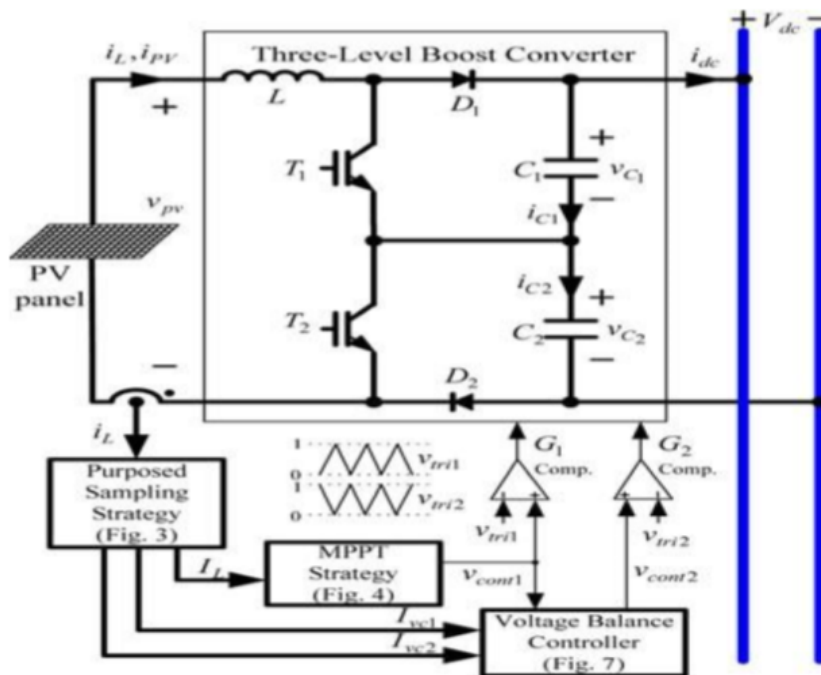 + V_dc −
i_L, i_PV
Three-Level Boost Converter
i_dc
+
L
D_1
+
T_1
C_1
v_C1
−
v_pv
i_C1
PV
panel
i_C2
+
T_2
C_2
v_C2
−
−
D_2
i_L
1
0
v_tri1
1
0
v_tri2
G_1
Comp.
G_2
Comp.
− +
+ −
v_tri1
v_tri2
Purposed
Sampling
Strategy
(Fig. 3)
I_L
MPPT
Strategy
(Fig. 4)
v_cont1
v_cont2
I_vc1
I_vc2
Voltage Balance
Controller
(Fig. 7)